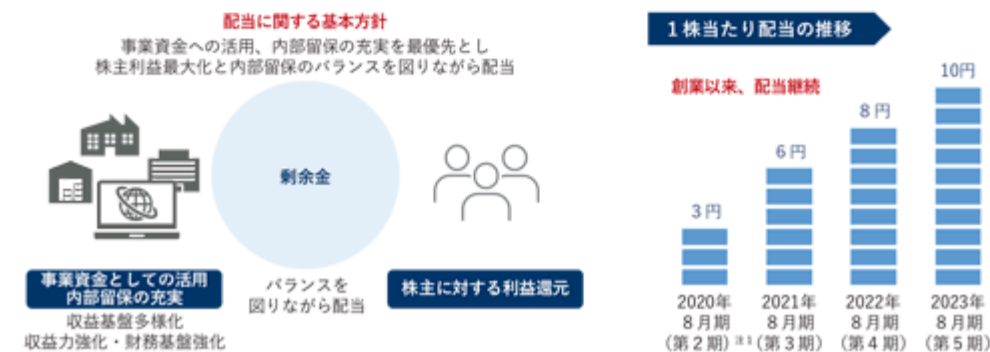 配当に関する基本方針
事業資金への活用、内部留保の充実を最優先とし
株主利益最大化と内部留保のバランスを図りながら配当
剰余金
事業資金としての活用
内部留保の充実
収益基盤多様化
収益力強化・財務基盤強化
バランスを
図りながら配当
株主に対する利益還元
1株当たり配当の推移
創業以来、配当継続
3円
6円
8円
10円
2020年
8月期
(第2期)
注1
2021年
8月期
(第3期)
2022年
8月期
(第4期)
2023年
8月期
(第5期)